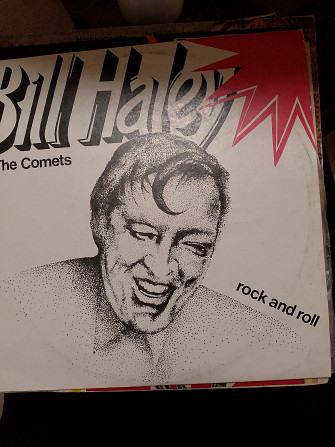 Bill Haley
The Comets
rock and roll